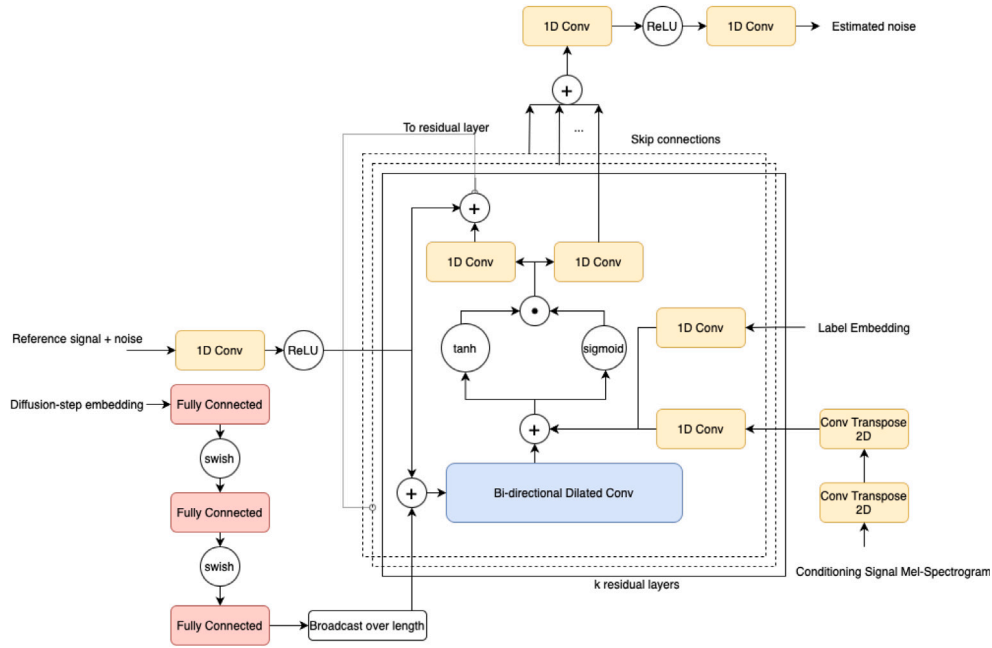 1D Conv
ReLU
1D Conv
Estimated noise
+
To residual layer
...
Skip connections
+
1D Conv
1D Conv
Reference signal + noise
1D Conv
ReLU
tanh
sigmoid
1D Conv
Label Embedding
Diffusion-step embedding
Fully Connected
swish
+
1D Conv
Conv Transpose
2D
Fully Connected
+
Bi-directional Dilated Conv
Conv Transpose
2D
swish
Conditioning Signal Mel-Spectrogram
k residual layers
Fully Connected
Broadcast over length